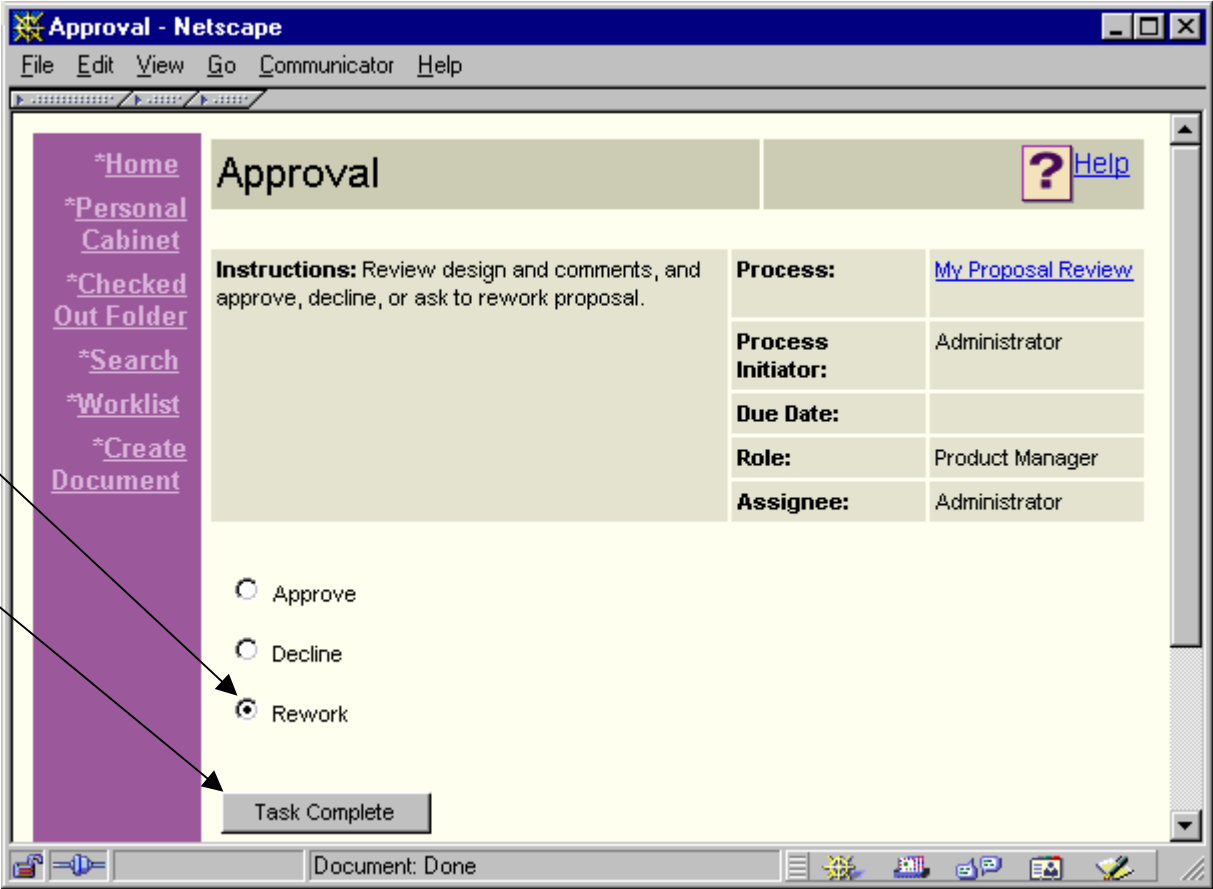 Approval - Netscape
File Edit View Go Communicator Help
*Home
*Personal
Cabinet
*Checked
Out Folder
*Search
*Worklist
*Create
Document
Approval
? Help
Instructions: Review design and comments, and
approve, decline, or ask to rework proposal.
Process: My Proposal Review
Process
Initiator: Administrator
Due Date:
Role: Product Manager
Assignee: Administrator
Approve
Decline
Rework
Task Complete
Document: Done